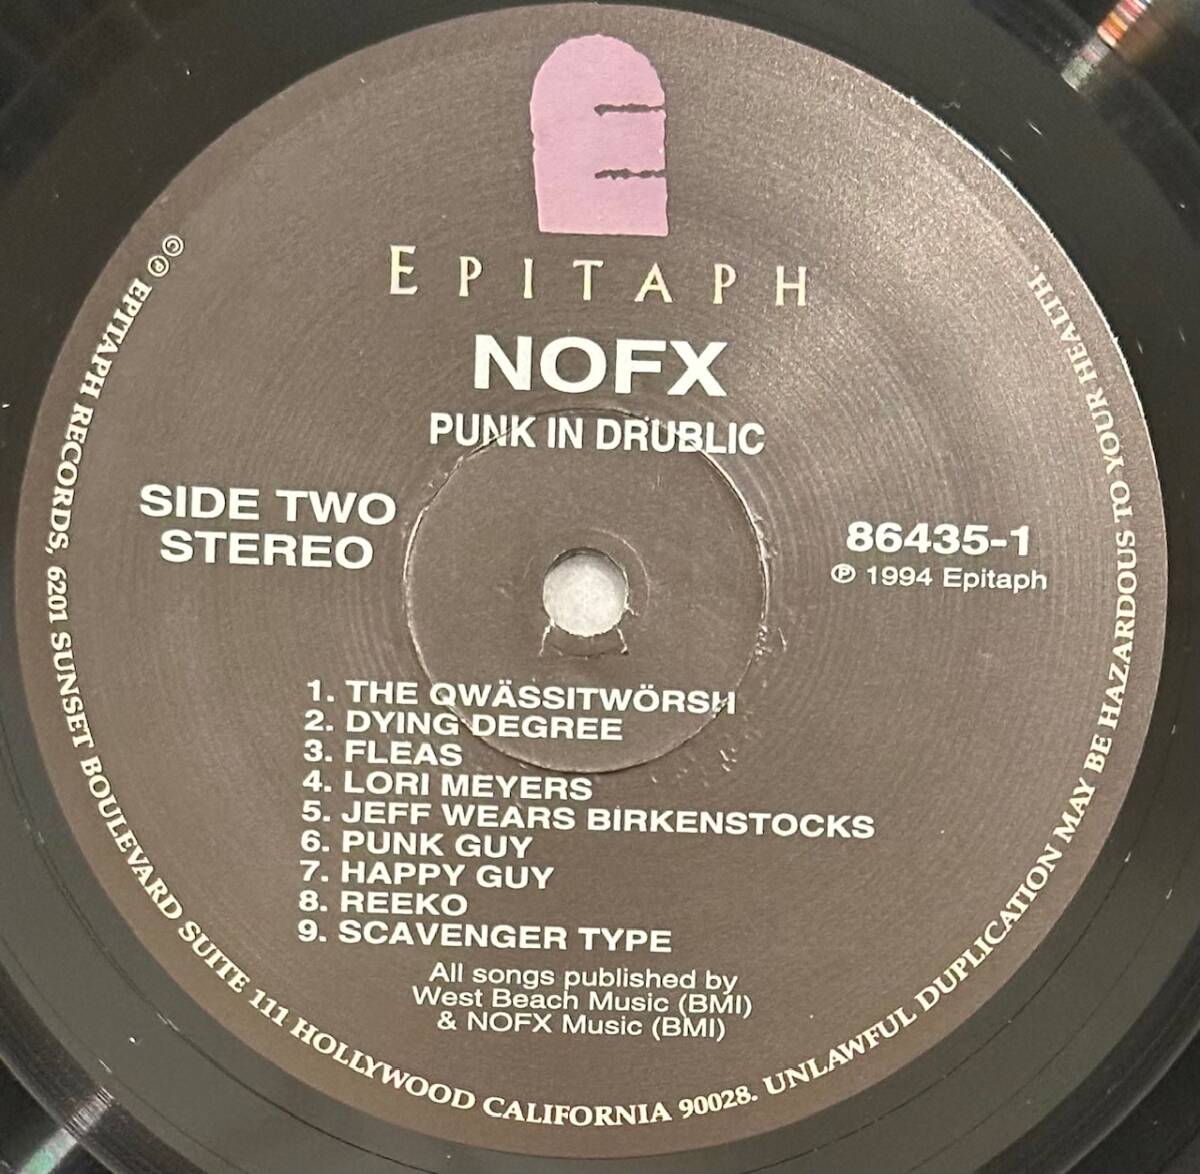 EPITAPH
NOFX
PUNK IN DRUBLIC
SIDE TWO
STEREO
86435-1
℗ 1994 Epitaph
1. THE QWÄSSITWÖRSH
2. DYING DEGREE
3. FLEAS
4. LORI MEYERS
5. JEFF WEARS BIRKENSTOCKS
6. PUNK GUY
7. HAPPY GUY
8. REEKO
9. SCAVENGER TYPE
All songs published by
West Beach Music (BMI)
& NOFX Music (BMI)
© ℗ EPITAPH RECORDS, 6201 SUNSET BOULEVARD SUITE 111 HOLLYWOOD CALIFORNIA 90028. UNLAWFUL DUPLICATION MAY BE HAZARDOUS TO YOUR HEALTH.